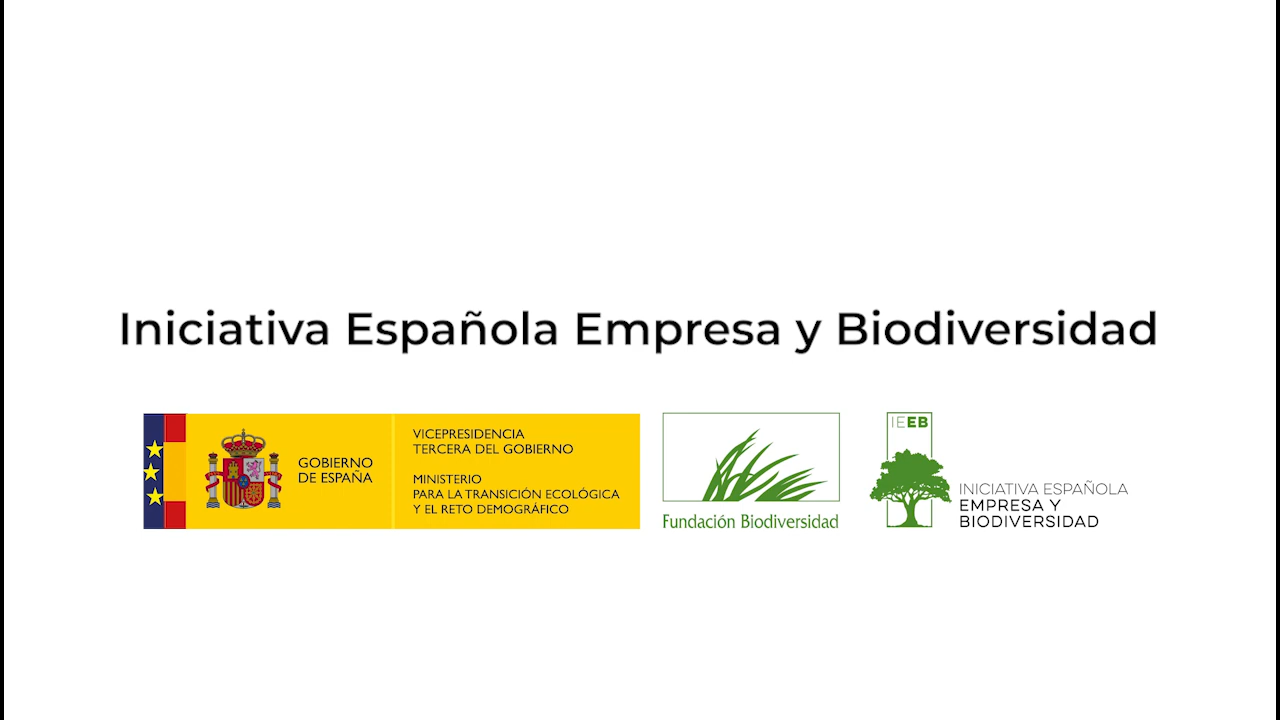 Iniciativa Española Empresa y Biodiversidad
GOBIERNO
DE ESPAÑA
VICEPRESIDENCIA
TERCERA DEL GOBIERNO
MINISTERIO
PARA LA TRANSICIÓN ECOLÓGICA
Y EL RETO DEMOGRÁFICO
Fundación Biodiversidad
IEEB
INICIATIVA ESPAÑOLA
EMPRESA Y
BIODIVERSIDAD